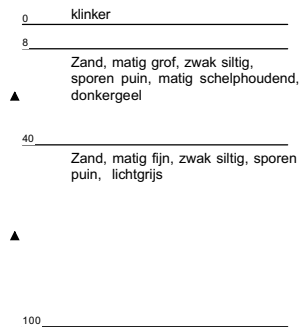 0 klinker
8
Zand, matig grof, zwak siltig,
sporen puin, matig schelphoudend,
donkergeel
40
Zand, matig fijn, zwak siltig, sporen
puin, lichtgrijs
100